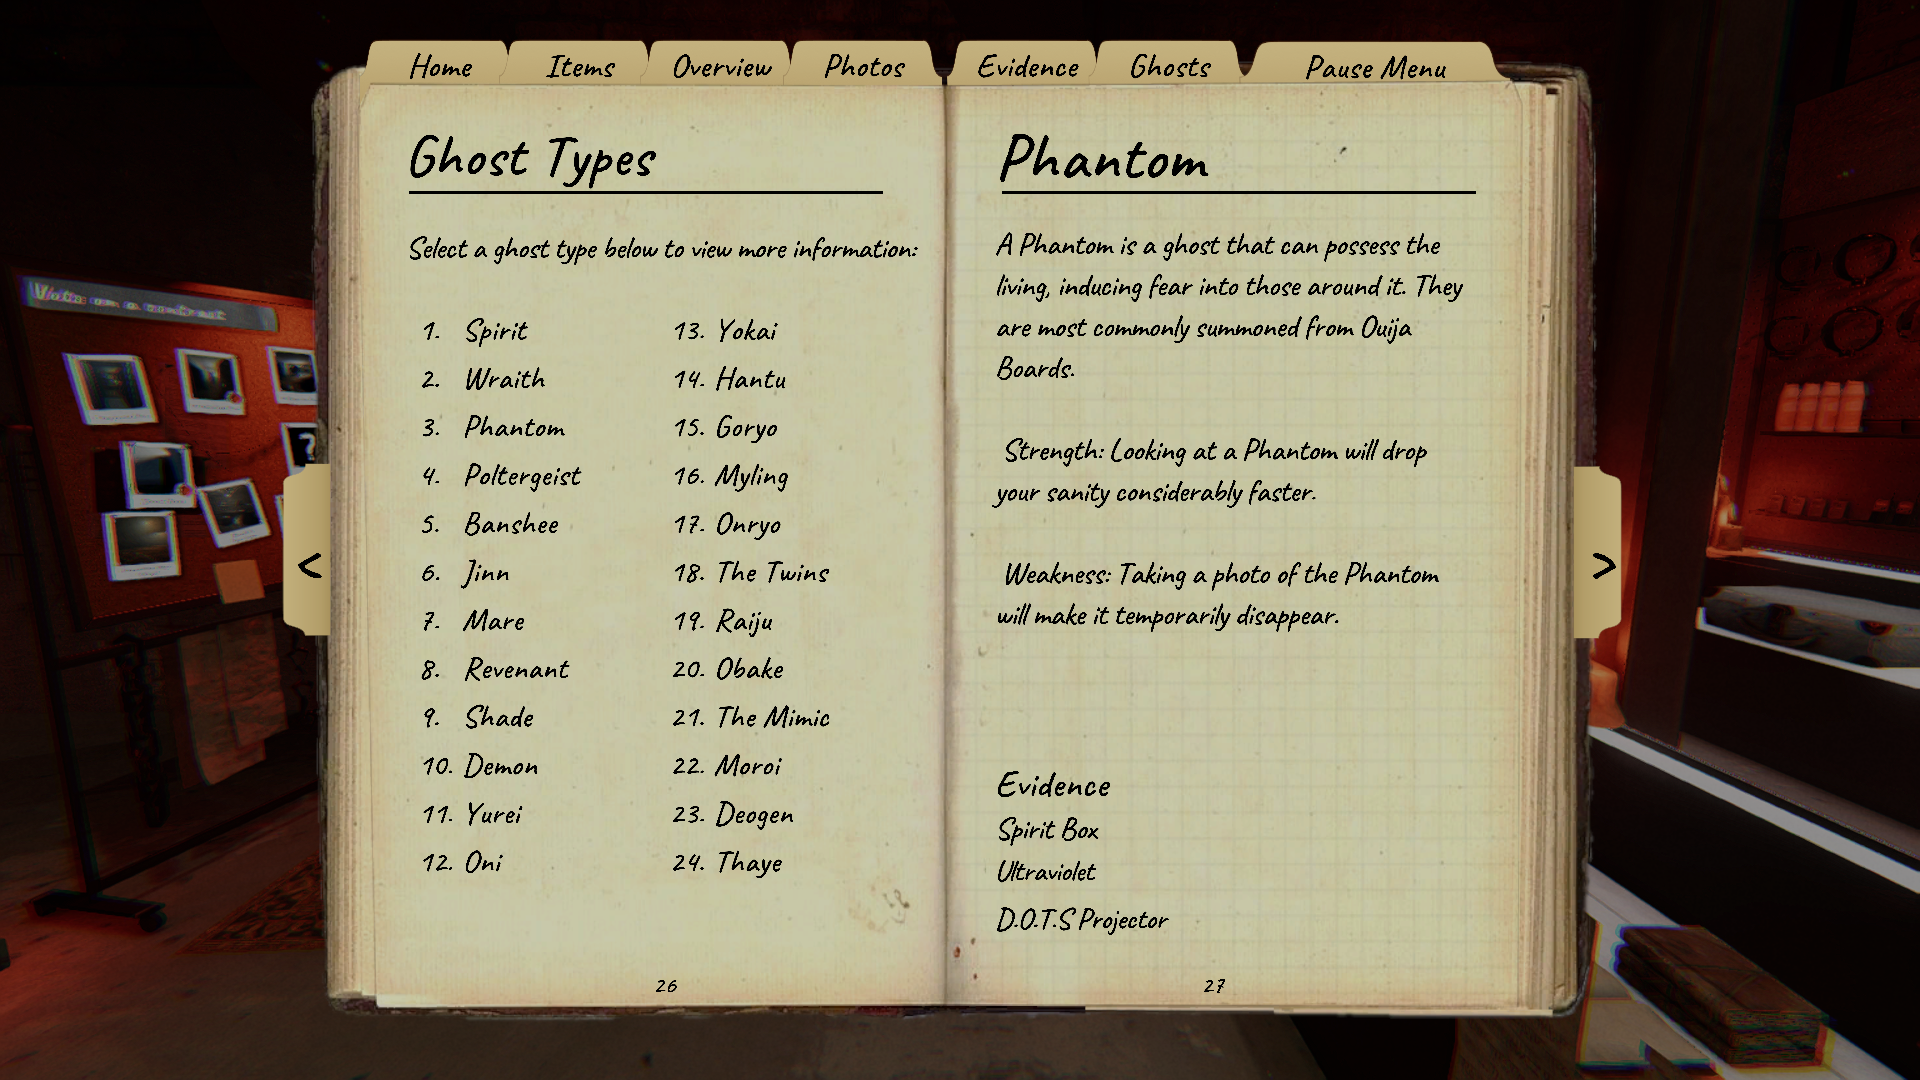 Home
Items
Overview
Photos
Evidence
Ghosts
Pause Menu
Ghost Types
Select a ghost type below to view more information:
1. Spirit
2. Wraith
3. Phantom
4. Poltergeist
5. Banshee
6. Jinn
7. Mare
8. Revenant
9. Shade
10. Demon
11. Yurei
12. Oni
13. Yokai
14. Hantu
15. Goryo
16. Myling
17. Onryo
18. The Twins
19. Raiju
20. Obake
21. The Mimic
22. Moroi
23. Deogen
24. Thaye
26
Phantom
A Phantom is a ghost that can possess the
living, inducing fear into those around it. They
are most commonly summoned from Ouija
Boards.
Strength: Looking at a Phantom will drop
your sanity considerably faster.
Weakness: Taking a photo of the Phantom
will make it temporarily disappear.
Evidence
Spirit Box
Ultraviolet
D.O.T.S Projector
27
<
>
?